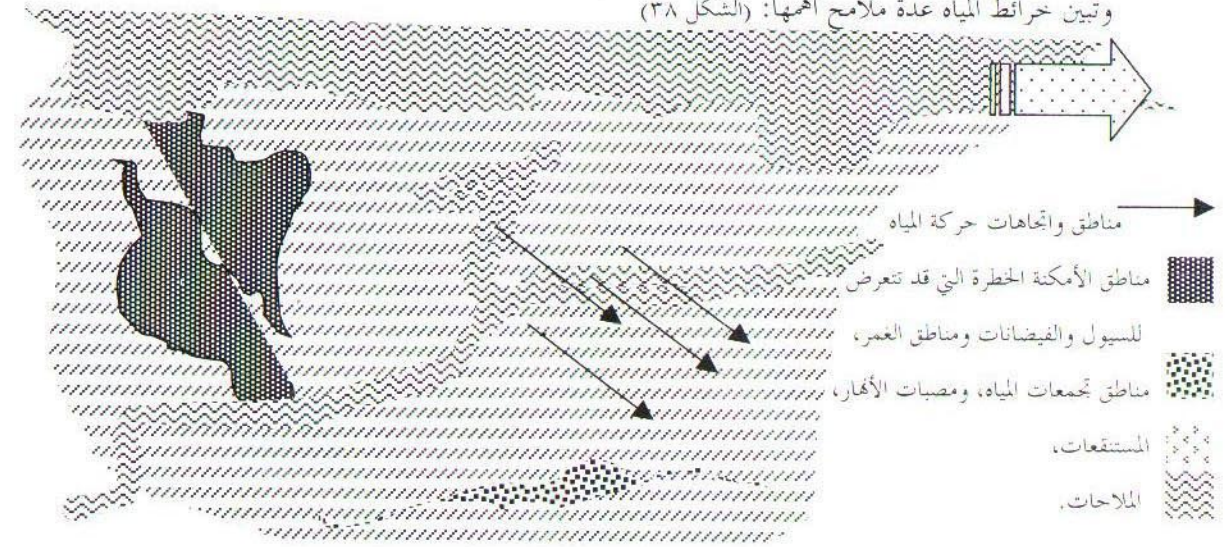 وتبين خرائط المياه عدة ملامح اهمها: (الشكل ٣٨)
مناطق واتجاهات حركة المياه
مناطق الأمكنة الخطرة التي قد تتعرض
للسيول والفيضانات ومناطق الغمر،
مناطق تجمعات المياه، ومصبات الأنهار،
المستنقعات،
الملاحات.